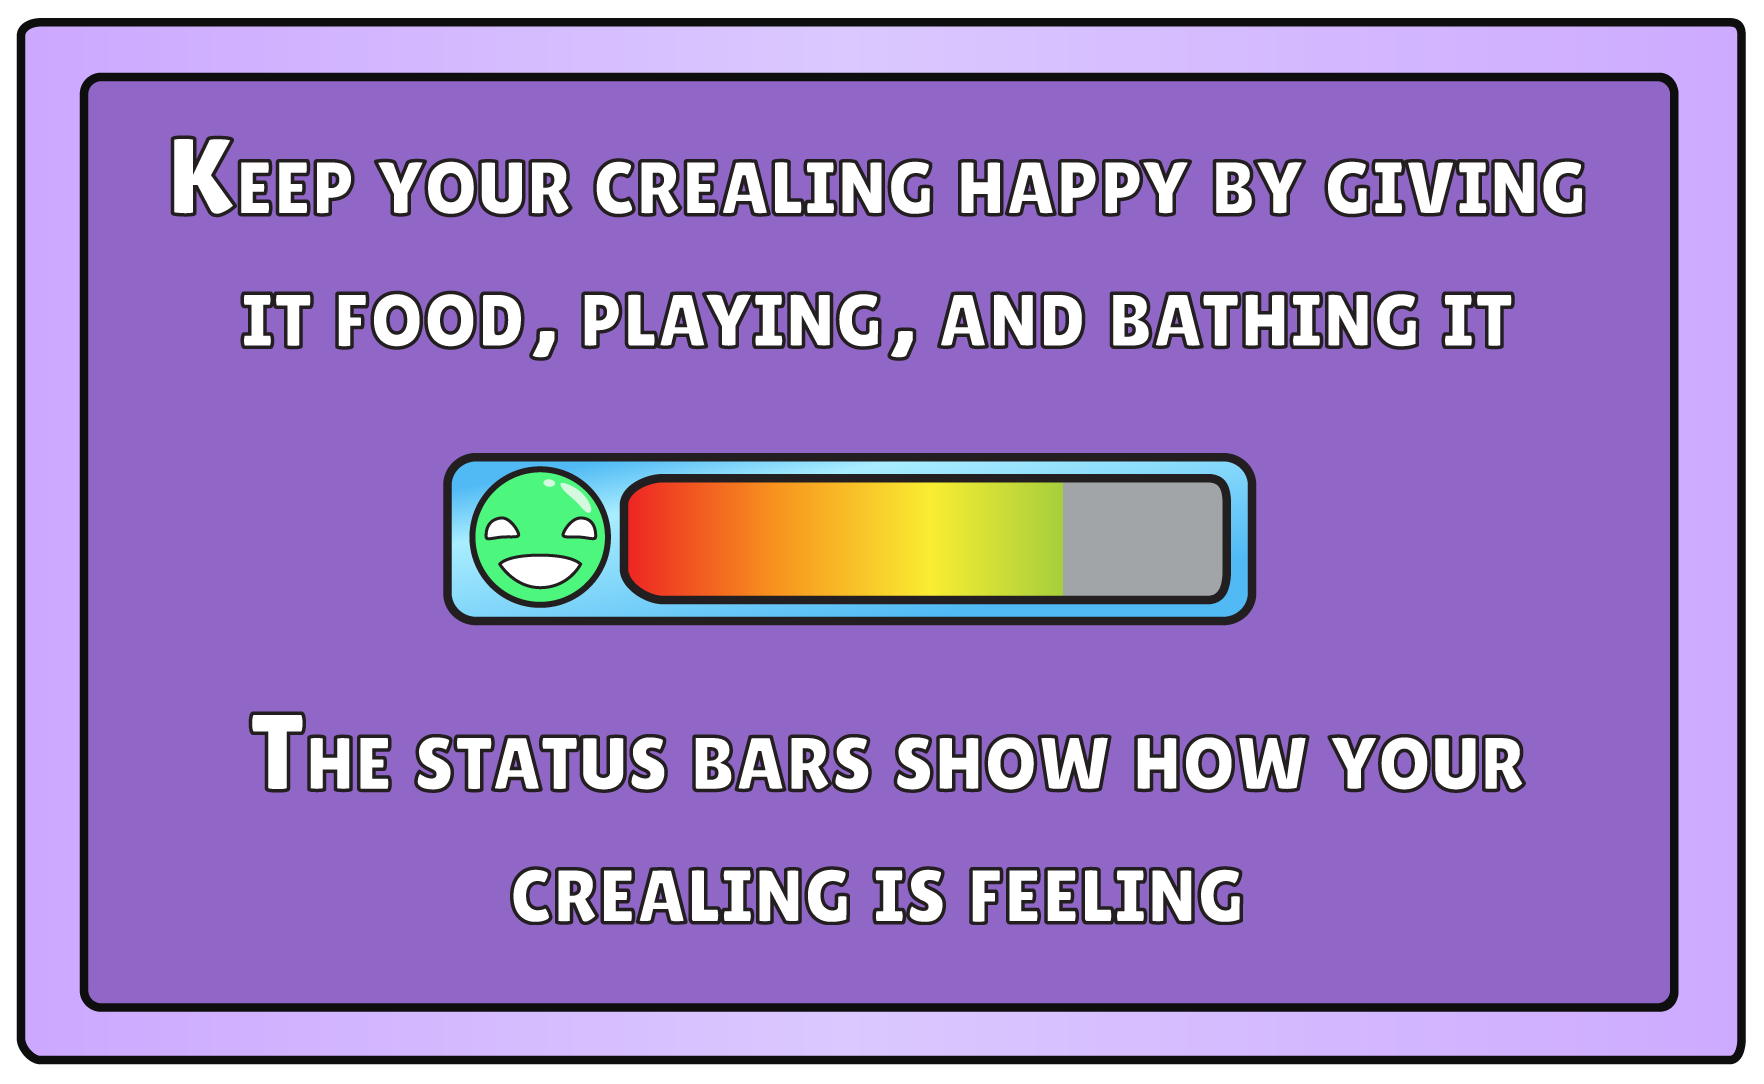 Keep your crealing happy by giving
it food, playing, and bathing it
The status bars show how your
crealing is feeling